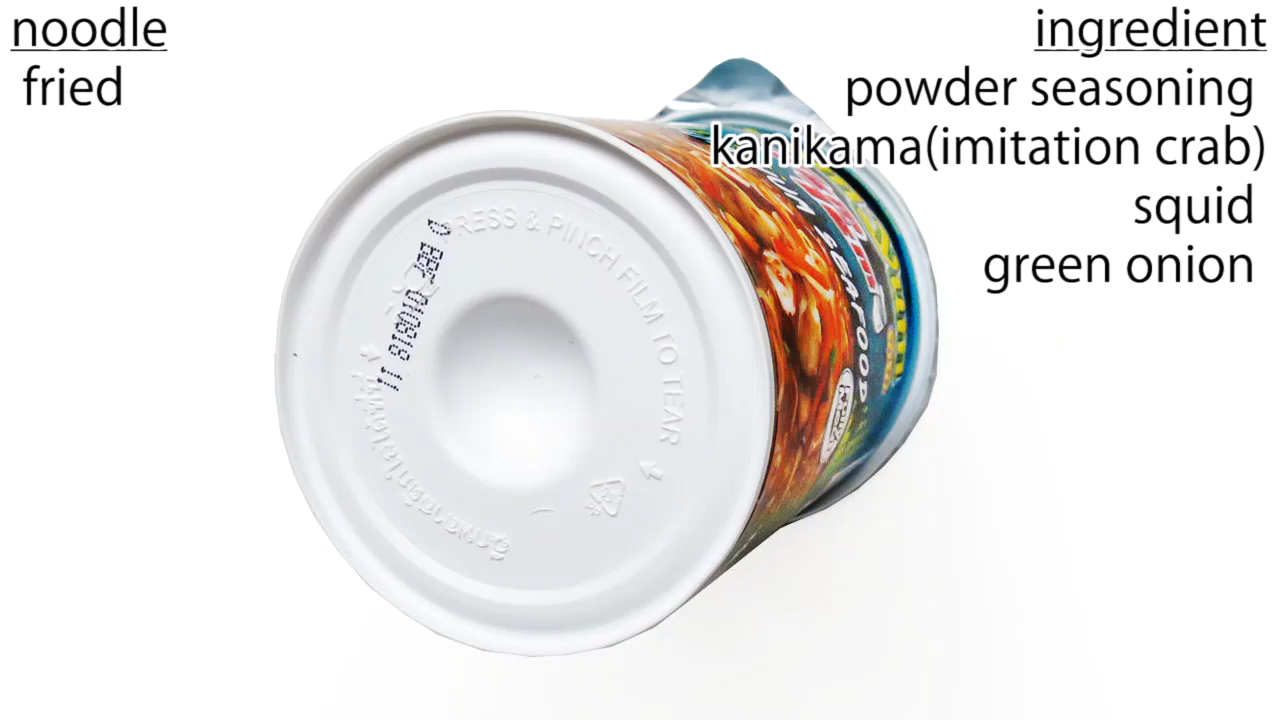 noodle
fried
ingredient
powder seasoning
kanikama(imitation crab)
squid
green onion
PRESS & PINCH FILM TO TEAR
SEAFOOD